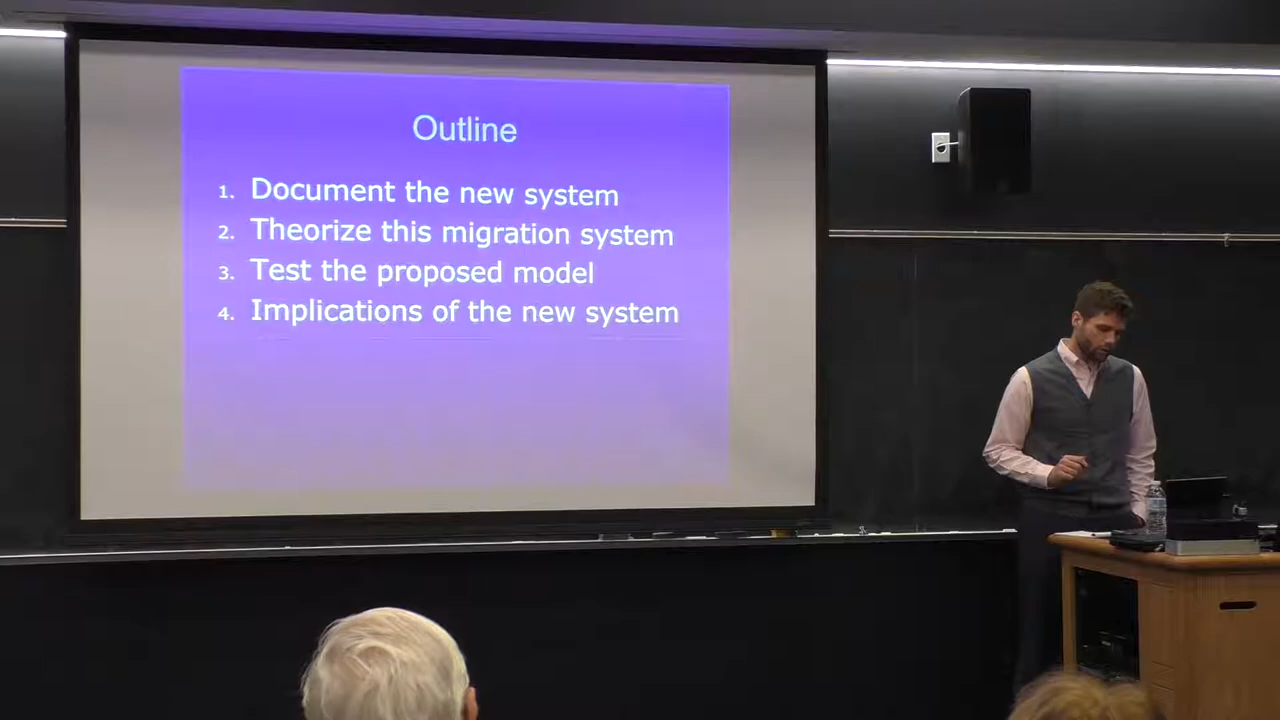 Outline
1. Document the new system
2. Theorize this migration system
3. Test the proposed model
4. Implications of the new system